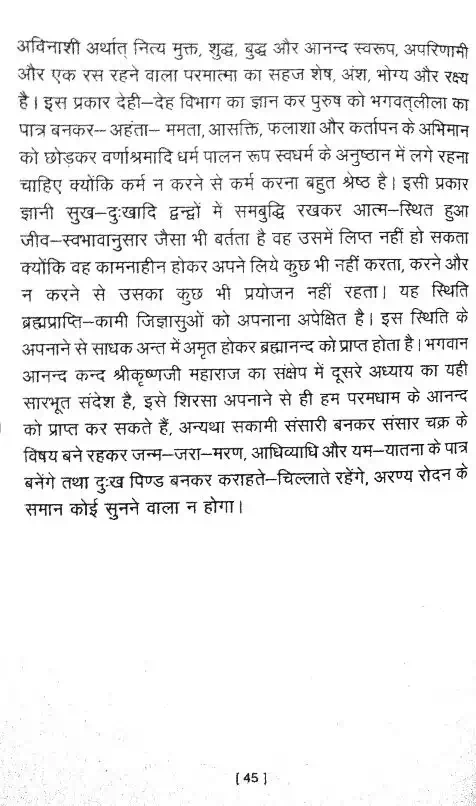 अविनाशी अर्थात् नित्य मुक्त, शुद्ध, बुद्ध और आनन्द स्वरूप, अपरिणामी
और एक रस रहने वाला परमात्मा का सहज शेष, अंश, भोग्य और रक्ष्य
है। इस प्रकार देही–देह विभाग का ज्ञान कर पुरुष को भगवत्लीला का
पात्र बनकर– अहंता– ममता, आसक्ति, फलाशा और कर्तापन के अभिमान
को छोड़कर वर्णाश्रमादि धर्म पालन रूप स्वधर्म के अनुष्ठान में लगे रहना
चाहिए क्योंकि कर्म न करने से कर्म करना बहुत श्रेष्ठ है। इसी प्रकार
ज्ञानी सुख–दुःखादि द्वन्द्वों में समबुद्धि रखकर आत्म–स्थित हुआ
जीव–स्वभावानुसार जैसा भी बर्तता है वह उसमें लिप्त नहीं हो सकता
क्योंकि वह कामनाहीन होकर अपने लिये कुछ भी नहीं करता, करने और
न करने से उसका कुछ भी प्रयोजन नहीं रहता। यह स्थिति
ब्रह्मप्राप्ति–कामी जिज्ञासुओं को अपनाना अपेक्षित है। इस स्थिति के
अपनाने से साधक अन्त में अमृत होकर ब्रह्मानन्द को प्राप्त होता है। भगवान
आनन्द कन्द श्रीकृष्णजी महाराज का संक्षेप में दूसरे अध्याय का यही
सारभूत संदेश है, इसे शिरसा अपनाने से ही हम परमधाम के आनन्द
को प्राप्त कर सकते हैं, अन्यथा सकामी संसारी बनकर संसार चक्र के
विषय बने रहकर जन्म–जरा–मरण, आधिव्याधि और यम–यातना के पात्र
बनेंगे तथा दुःख पिण्ड बनकर कराहते–चिल्लाते रहेंगे, अरण्य रोदन के
समान कोई सुनने वाला न होगा।
[ 45 ]